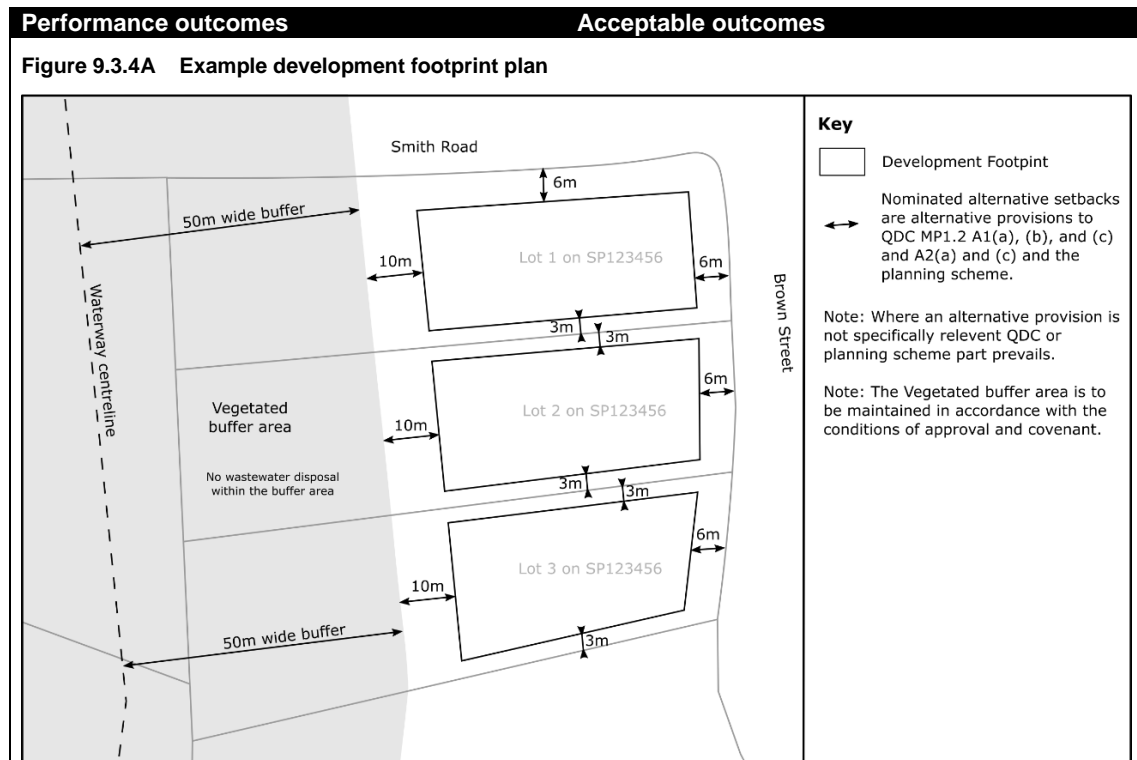 Performance outcomes Acceptable outcomes
Figure 9.3.4A Example development footprint plan
Smith Road
6m
50m wide buffer
10m
Lot 1 on SP123456
6m
Waterway centreline
Brown Street
3m
3m
6m
Vegetated
buffer area
10m
Lot 2 on SP123456
No wastewater disposal
within the buffer area
3m
3m
6m
10m
Lot 3 on SP123456
50m wide buffer
3m
Key
Development Footpint
Nominated alternative setbacks
are alternative provisions to
QDC MP1.2 A1(a), (b), and (c)
and A2(a) and (c) and the
planning scheme.
Note: Where an alternative provision is
not specifically relevent QDC or
planning scheme part prevails.
Note: The Vegetated buffer area is to
be maintained in accordance with the
conditions of approval and covenant.